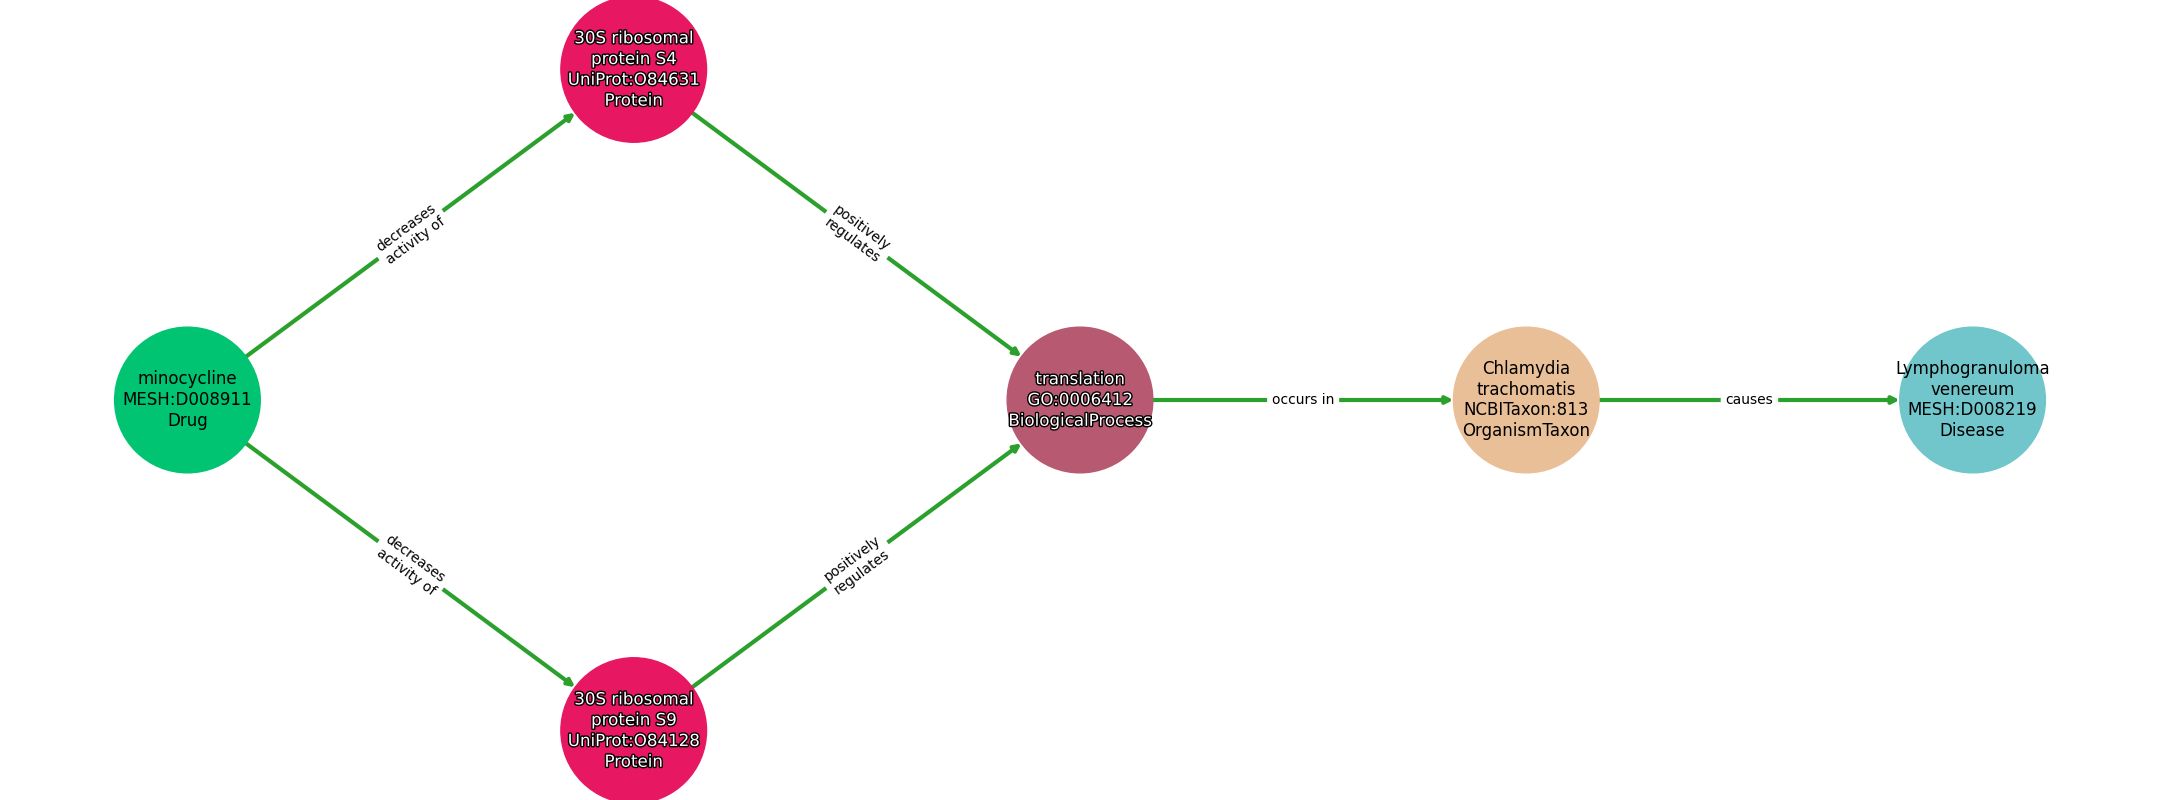 30S ribosomal
protein S4
UniProt:O84631
Protein
decreases
activity of
positively
regulates
minocycline
MESH:D008911
Drug
translation
GO:0006412
BiologicalProcess
occurs in
Chlamydia
trachomatis
NCBITaxon:813
OrganismTaxon
causes
Lymphogranuloma
venereum
MESH:D008219
Disease
decreases
activity of
positively
regulates
30S ribosomal
protein S9
UniProt:O84128
Protein